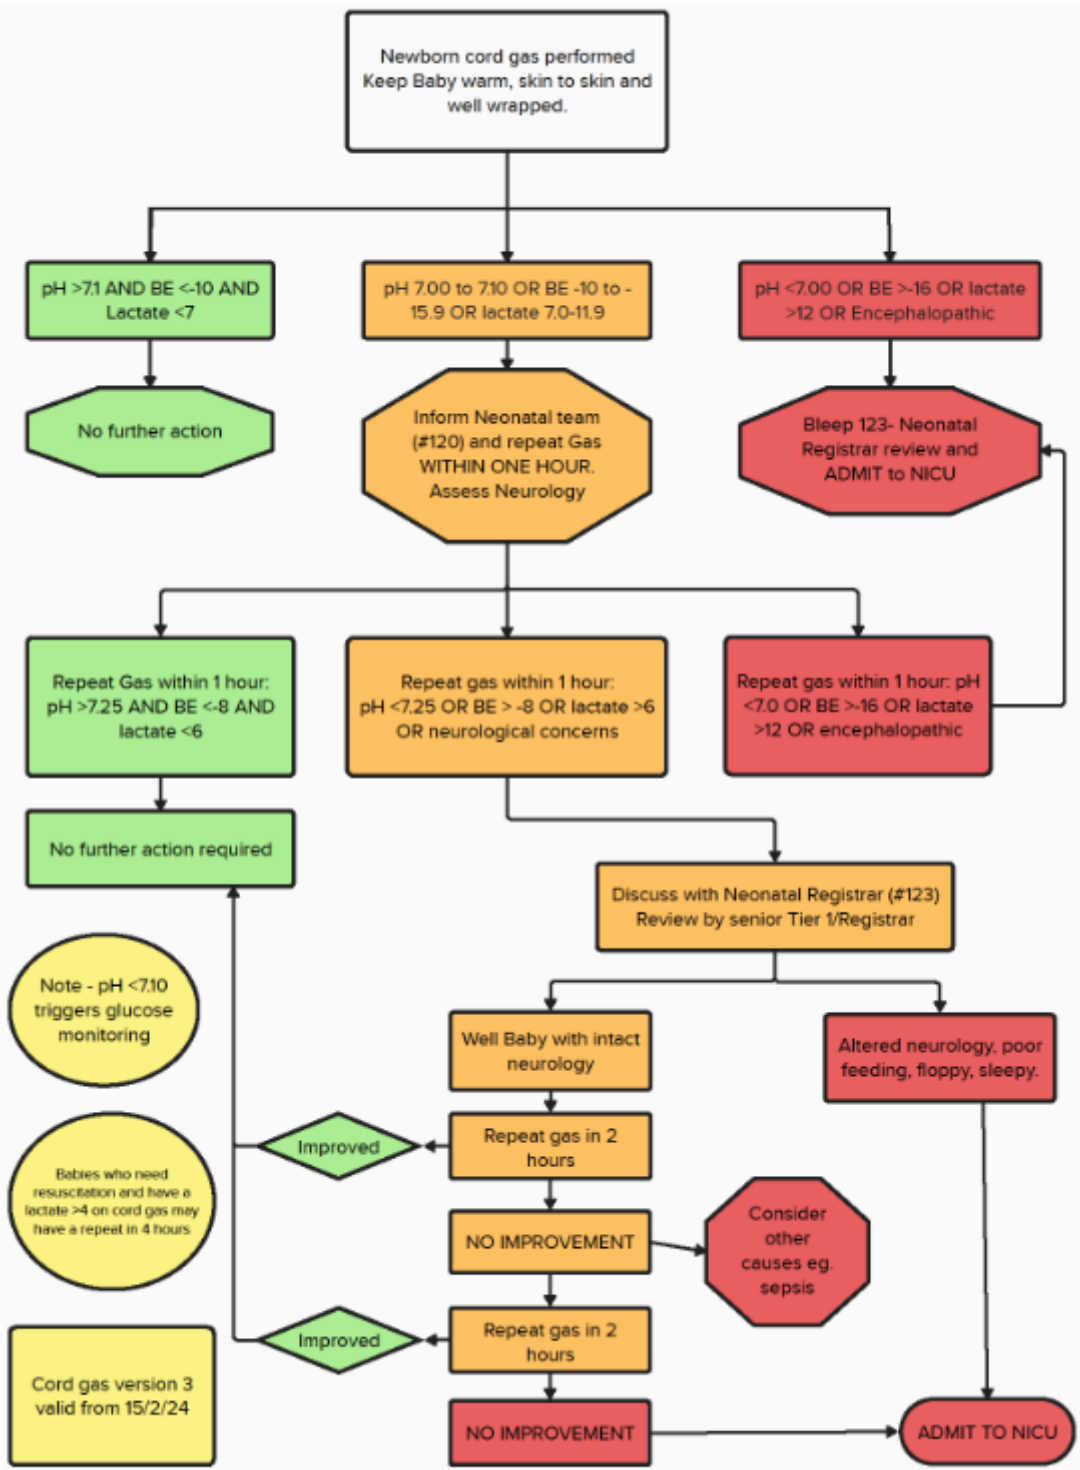 Newborn cord gas performed
Keep Baby warm, skin to skin and
well wrapped.
pH >7.1 AND BE <-10 AND
Lactate <7
pH 7.00 to 7.10 OR BE -10 to -
15.9 OR lactate 7.0-11.9
pH <7.00 OR BE >-16 OR lactate
>12 OR Encephalopathic
No further action
Inform Neonatal team
(#120) and repeat Gas
WITHIN ONE HOUR.
Assess Neurology
Bleep 123- Neonatal
Registrar review and
ADMIT to NICU
Repeat Gas within 1 hour:
pH >7.25 AND BE <-8 AND
lactate <6
Repeat gas within 1 hour:
pH <7.25 OR BE > -8 OR lactate >6
OR neurological concerns
Repeat gas within 1 hour: pH
<7.0 OR BE >-16 OR lactate
>12 OR encephalopathic
No further action required
Discuss with Neonatal Registrar (#123)
Review by senior Tier 1/Registrar
Note - pH <7.10
triggers glucose
monitoring
Well Baby with intact
neurology
Altered neurology, poor
feeding, floppy, sleepy.
Improved
Repeat gas in 2
hours
Babies who need
resuscitation and have a
lactate >4 on cord gas may
have a repeat in 4 hours
NO IMPROVEMENT
Consider
other
causes eg.
sepsis
Improved
Repeat gas in 2
hours
Cord gas version 3
valid from 15/2/24
NO IMPROVEMENT
ADMIT TO NICU